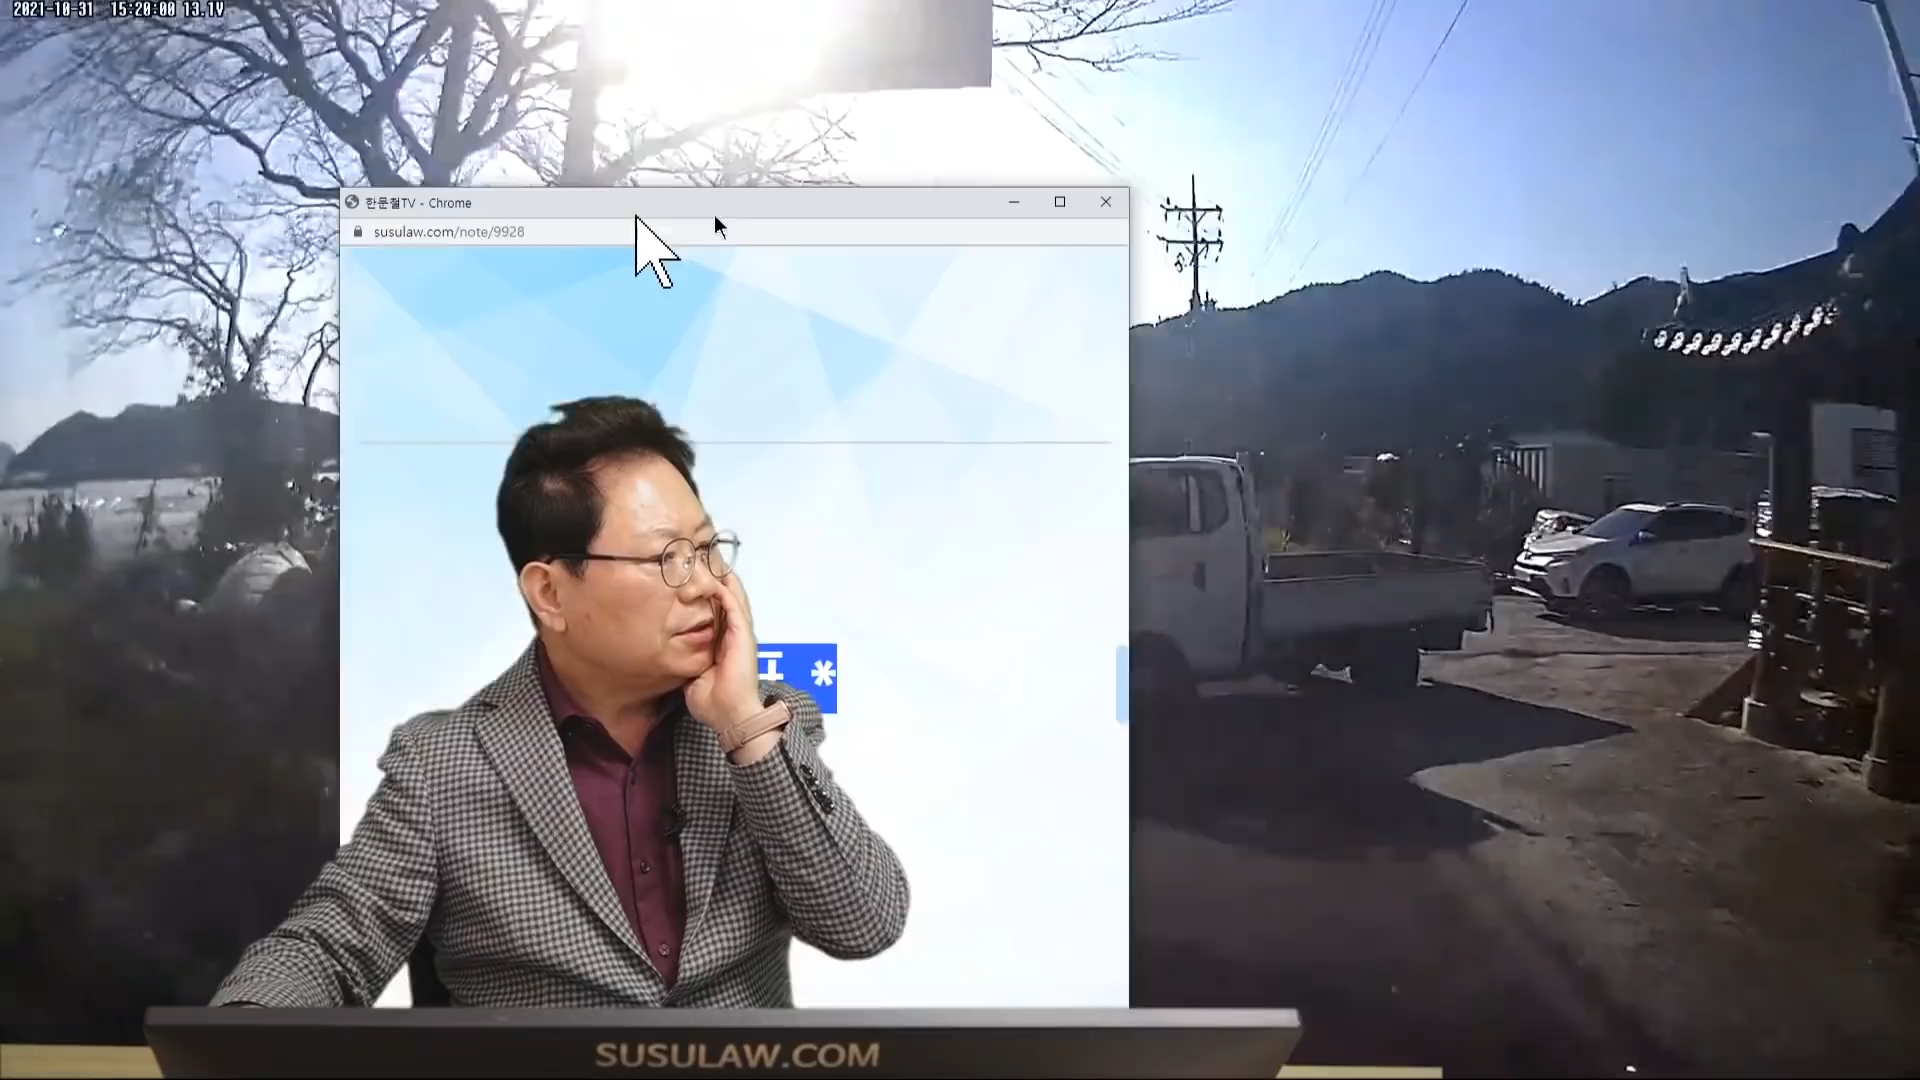 2021-10-31 15:20:00 13.1V
한문철TV - Chrome
susulaw.com/note/9928
*
SUSULAW.COM